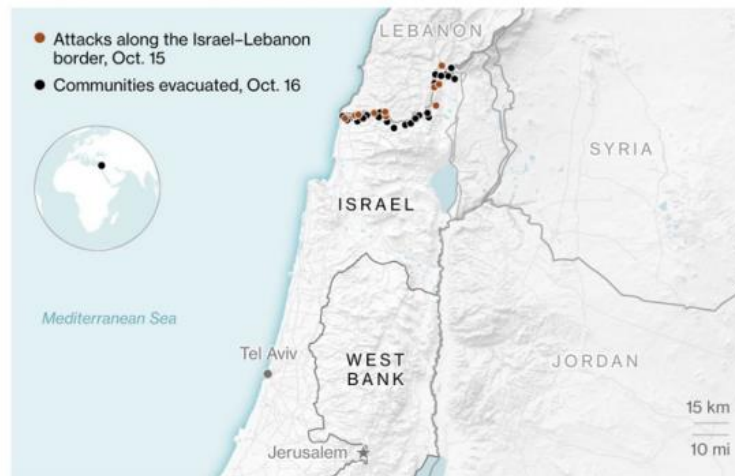 Attacks along the Israel–Lebanon
border, Oct. 15
Communities evacuated, Oct. 16
LEBANON
SYRIA
ISRAEL
Mediterranean Sea
Tel Aviv
WEST
BANK
JORDAN
15 km
10 mi
Jerusalem